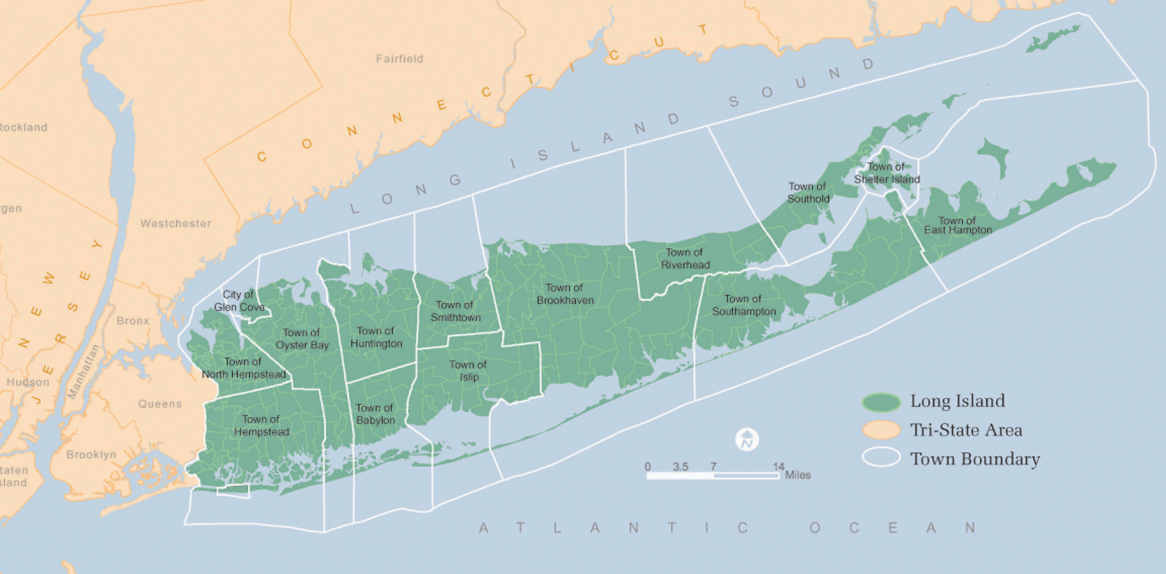 Fairfield
CONNECTICUT
LONG ISLAND SOUND
Rockland
Westchester
NEW
JERSEY
Bronx
Manhattan
Hudson
Queens
Brooklyn
Town of
Shelter Island
Town of
Southold
Town of
East Hampton
Town of
Riverhead
Town of
Southampton
Town of
Brookhaven
City of
Glen Cove
Town of
Smithtown
Town of
Oyster Bay
Town of
Huntington
Town of
North Hempstead
Town of
Islip
Town of
Babylon
Town of
Hempstead
Long Island
Tri-State Area
Town Boundary
N
0 3.5 7 14
Miles
taten
sland
gen
ATLANTIC OCEAN